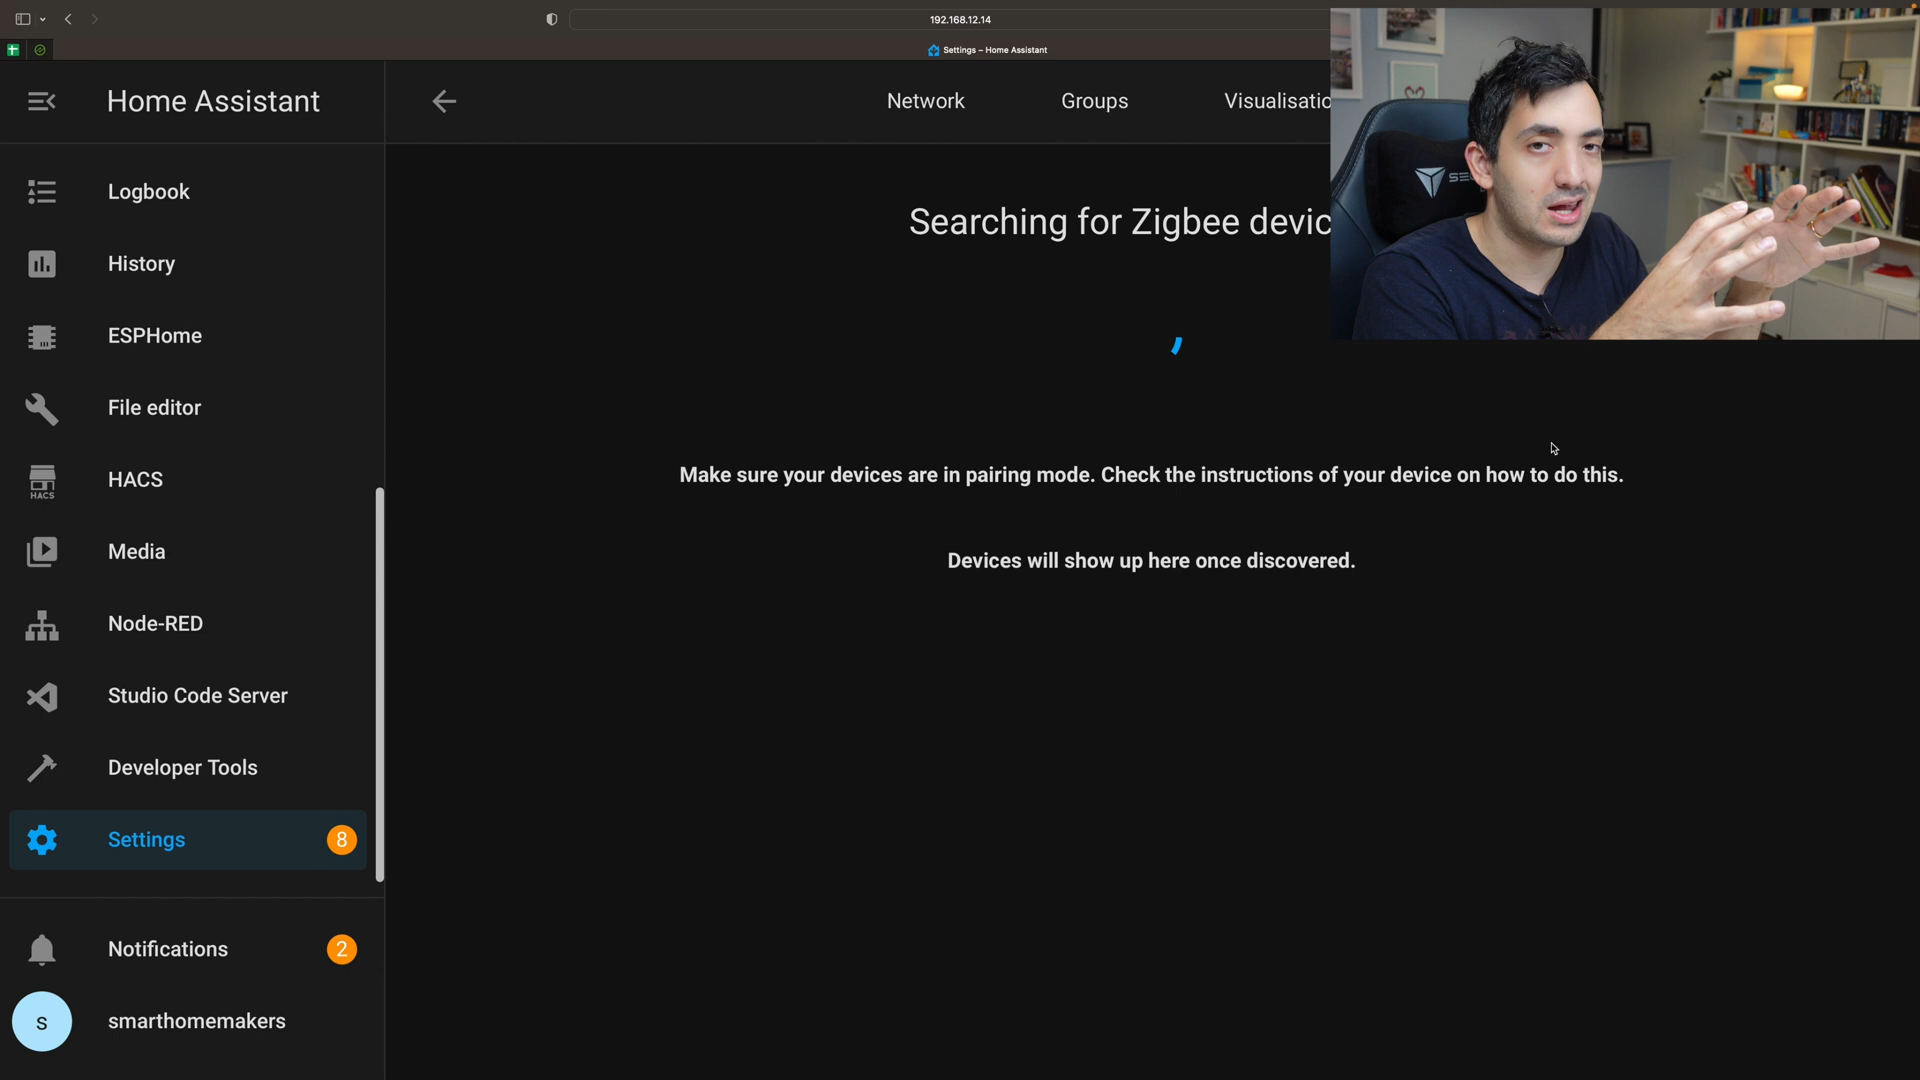 192.168.12.14
Settings – Home Assistant
Home Assistant
Network
Groups
Visualisatio
Logbook
History
ESPHome
File editor
HACS
HACS
Media
Node-RED
Studio Code Server
Developer Tools
Settings
8
Notifications
2
s
smarthomemakers
Searching for Zigbee devic
Make sure your devices are in pairing mode. Check the instructions of your device on how to do this.
Devices will show up here once discovered.